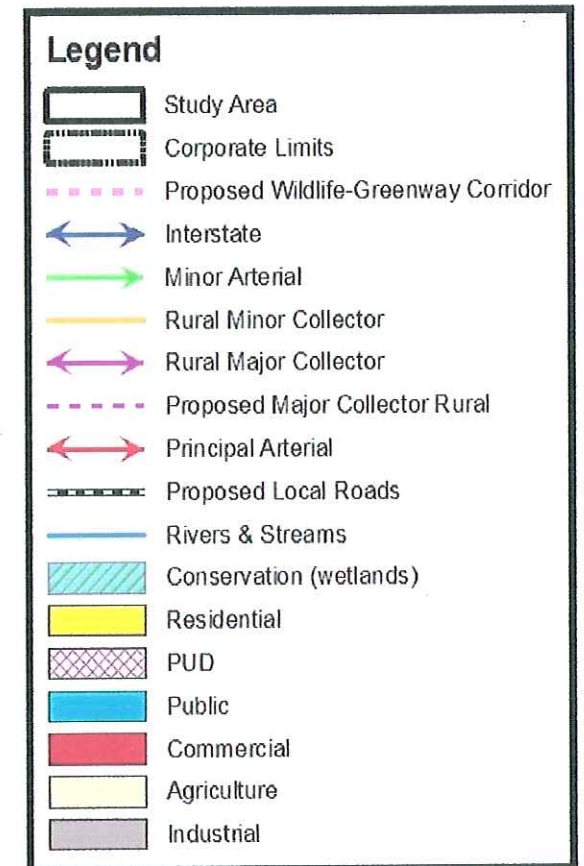 Legend
Study Area
Corporate Limits
Proposed Wildlife-Greenway Corridor
Interstate
Minor Arterial
Rural Minor Collector
Rural Major Collector
Proposed Major Collector Rural
Principal Arterial
Proposed Local Roads
Rivers & Streams
Conservation (wetlands)
Residential
PUD
Public
Commercial
Agriculture
Industrial